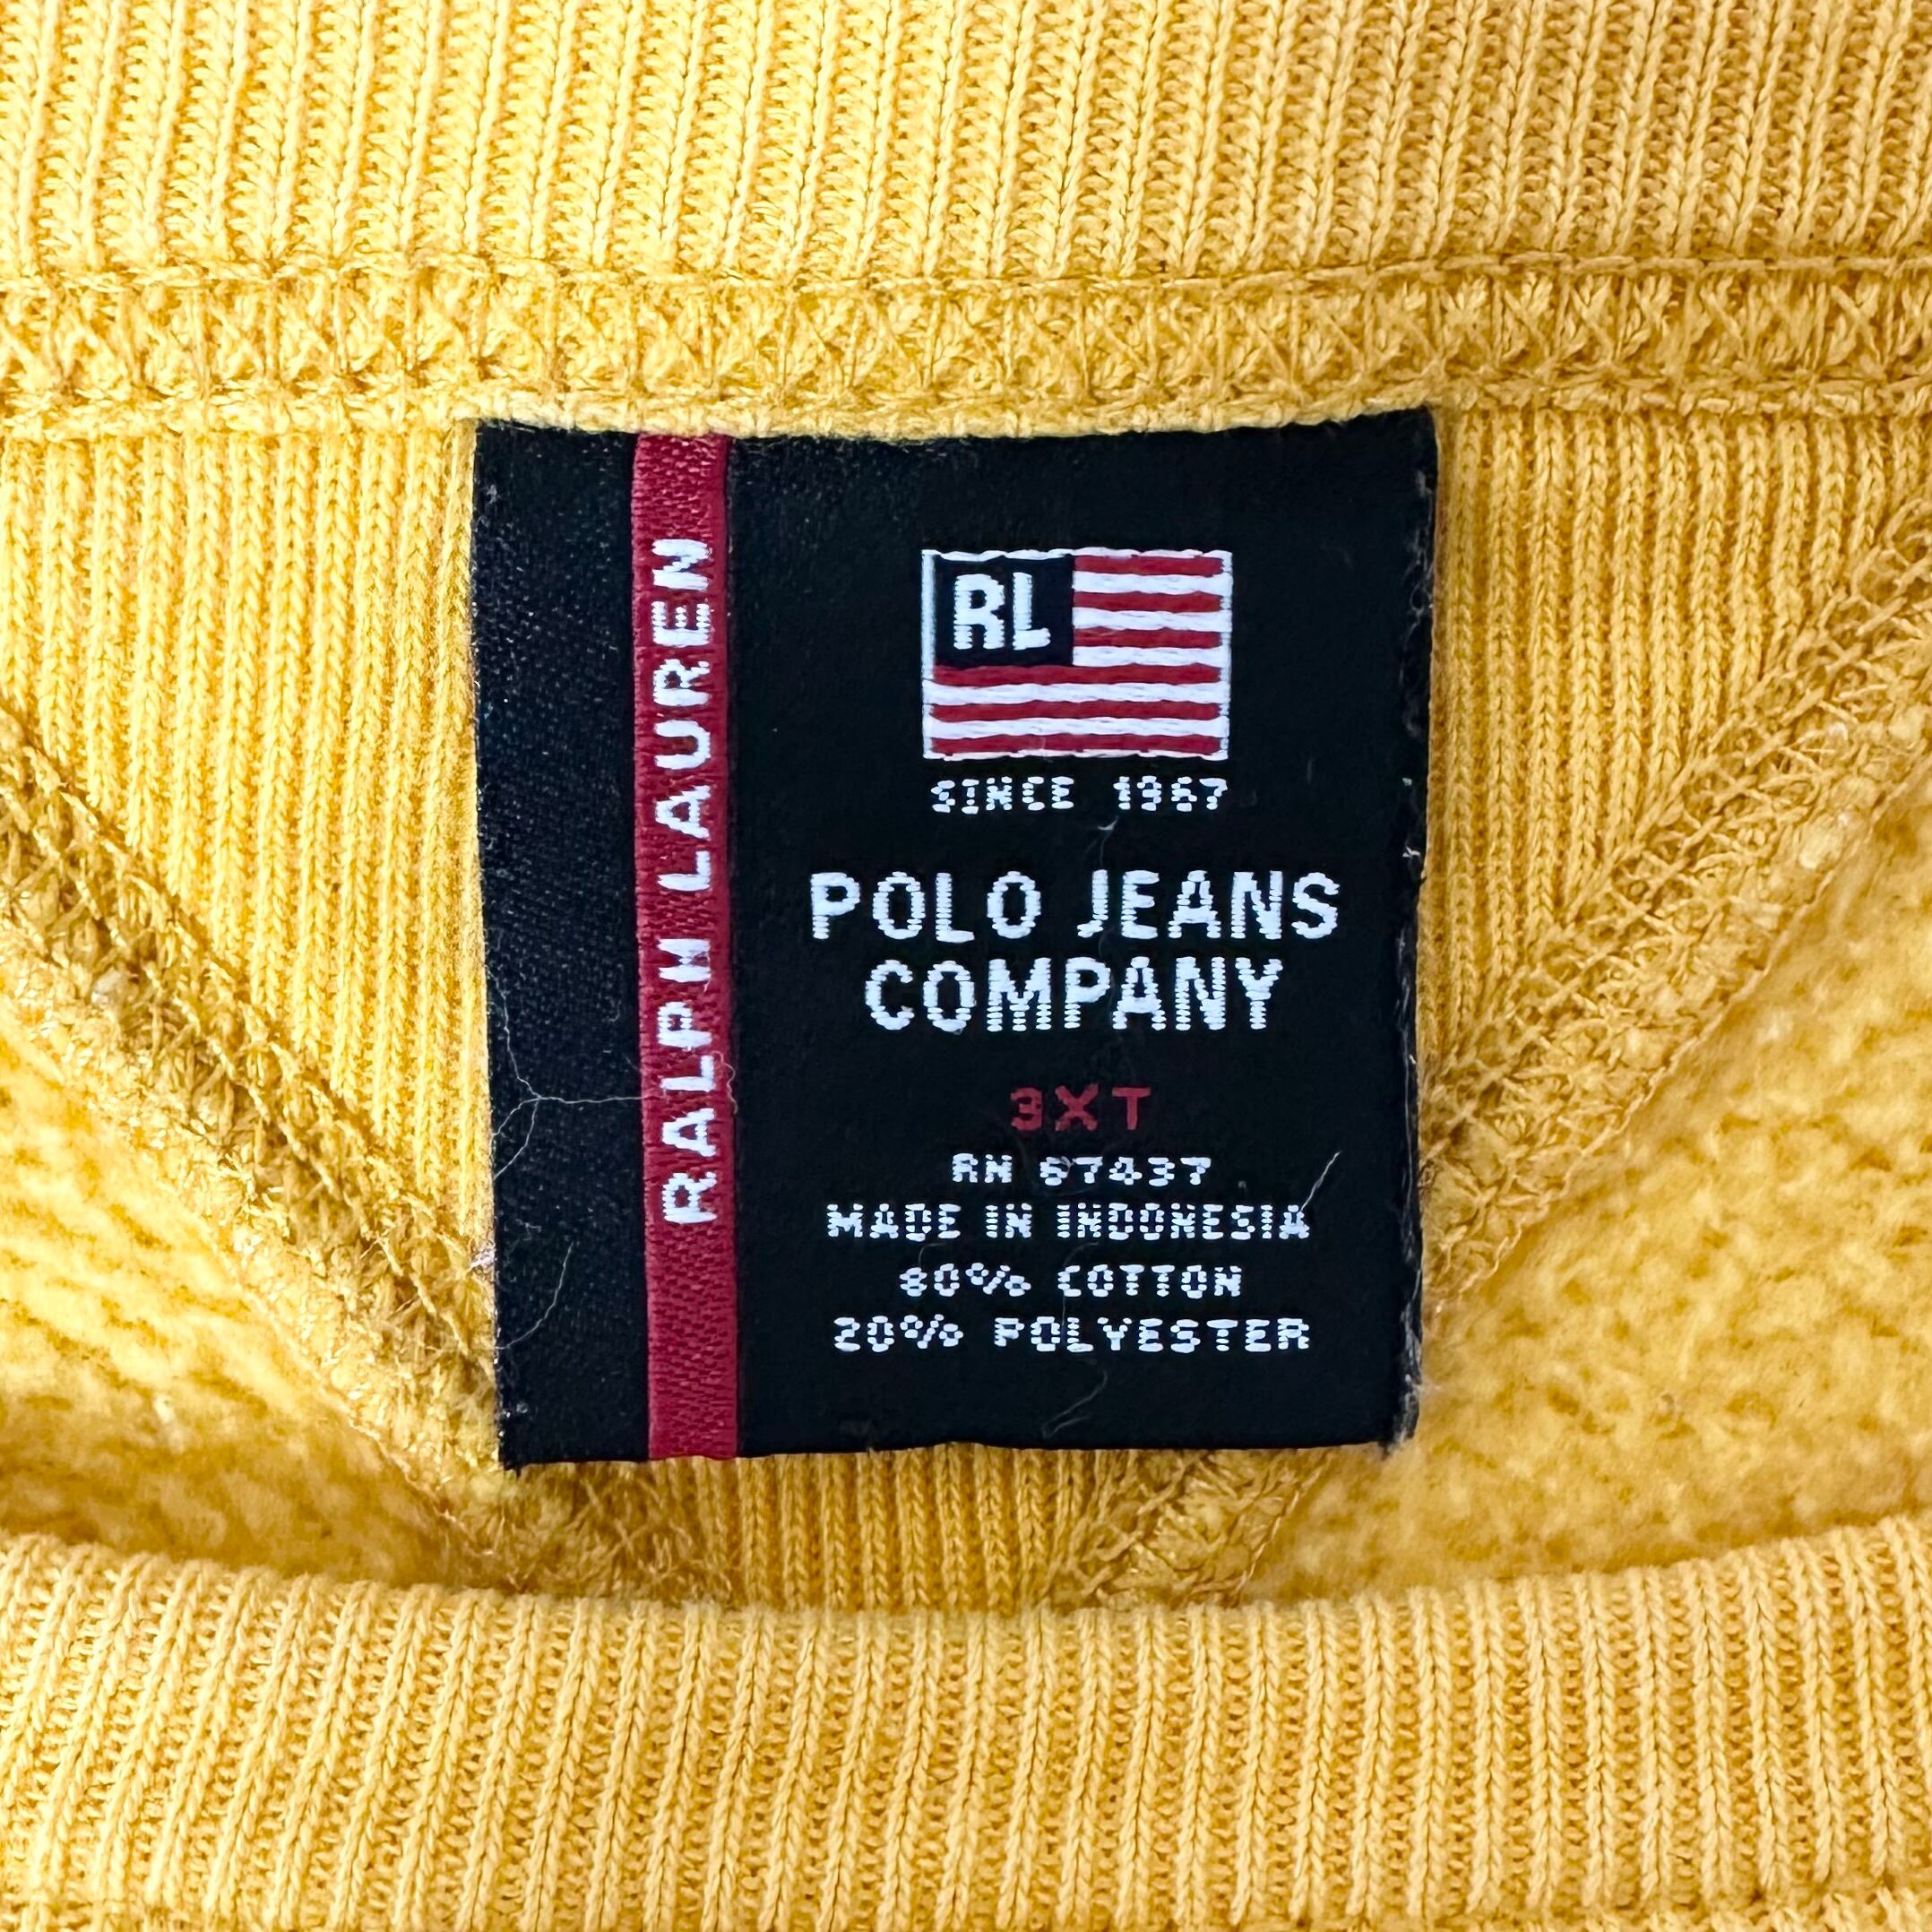 RALPH LAUREN
RL
SINCE 1967
POLO JEANS
COMPANY
3XT
RN 67437
MADE IN INDONESIA
80% COTTON
20% POLYESTER